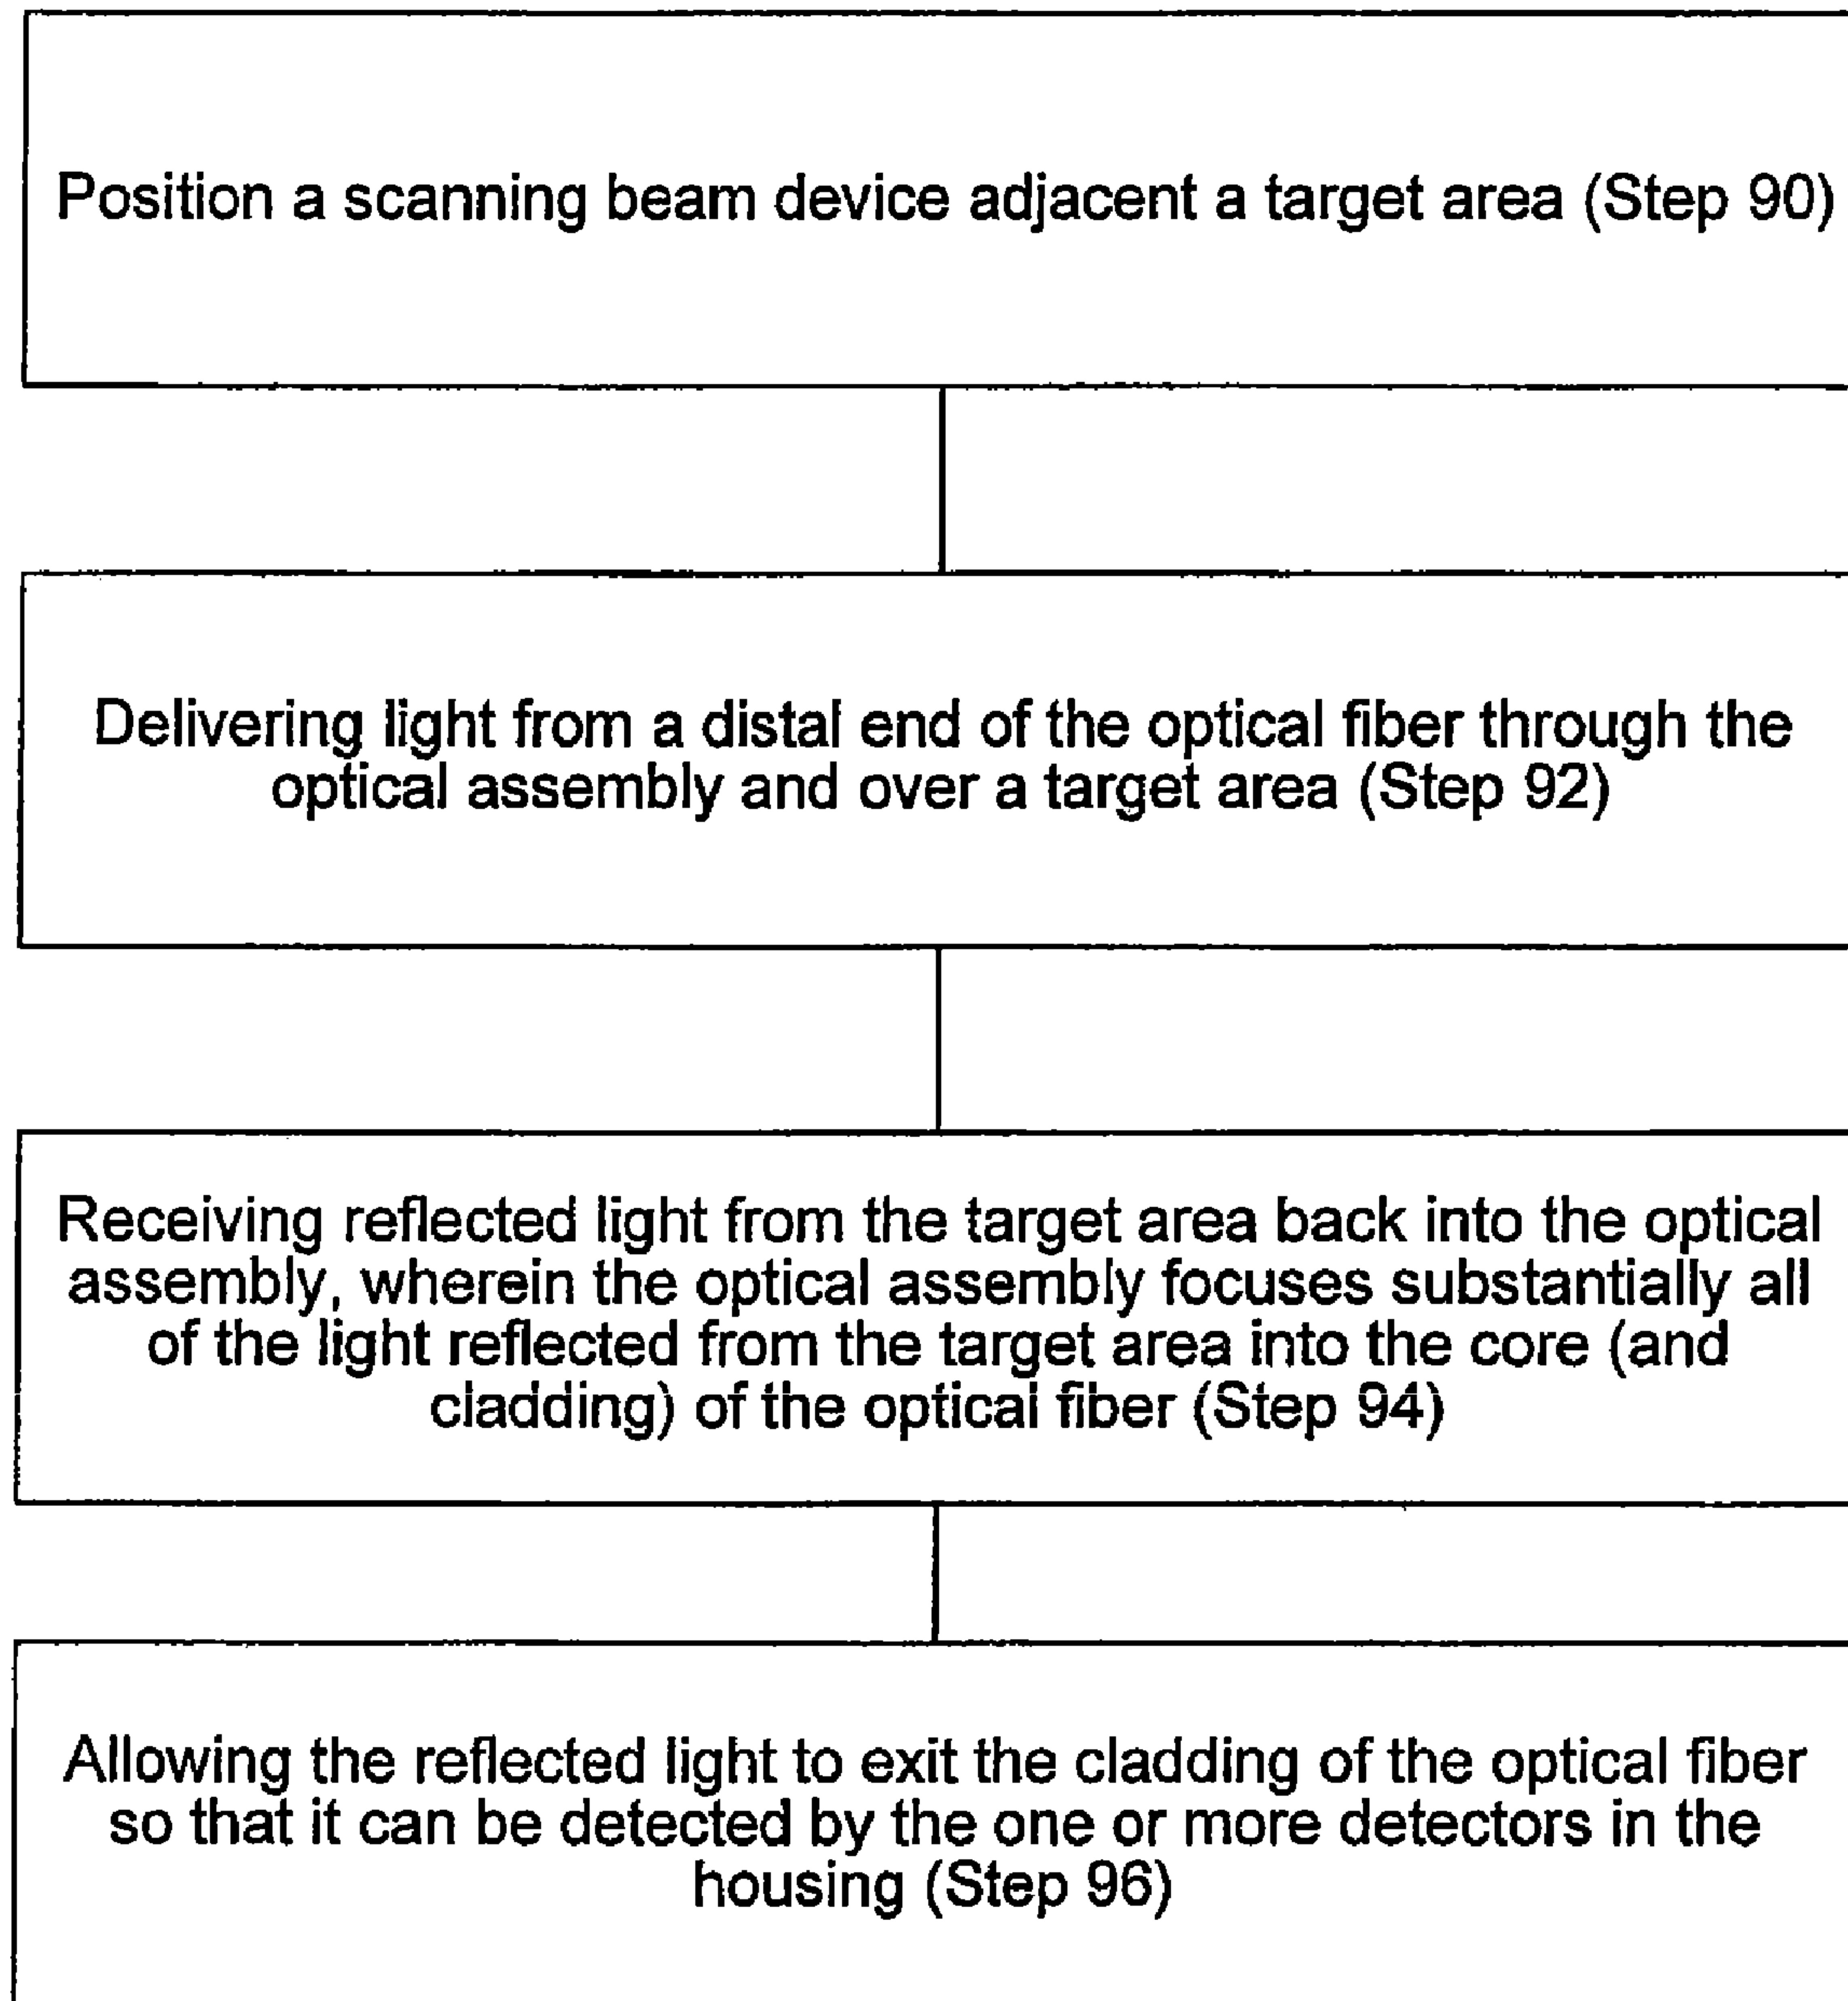 Position a scanning beam device adjacent a target area (Step 90)
Delivering light from a distal end of the optical fiber through the
optical assembly and over a target area (Step 92)
Receiving reflected light from the target area back into the optical
assembly, wherein the optical assembly focuses substantially all
of the light reflected from the target area into the core (and
cladding) of the optical fiber (Step 94)
Allowing the reflected light to exit the cladding of the optical fiber
so that it can be detected by the one or more detectors in the
housing (Step 96)